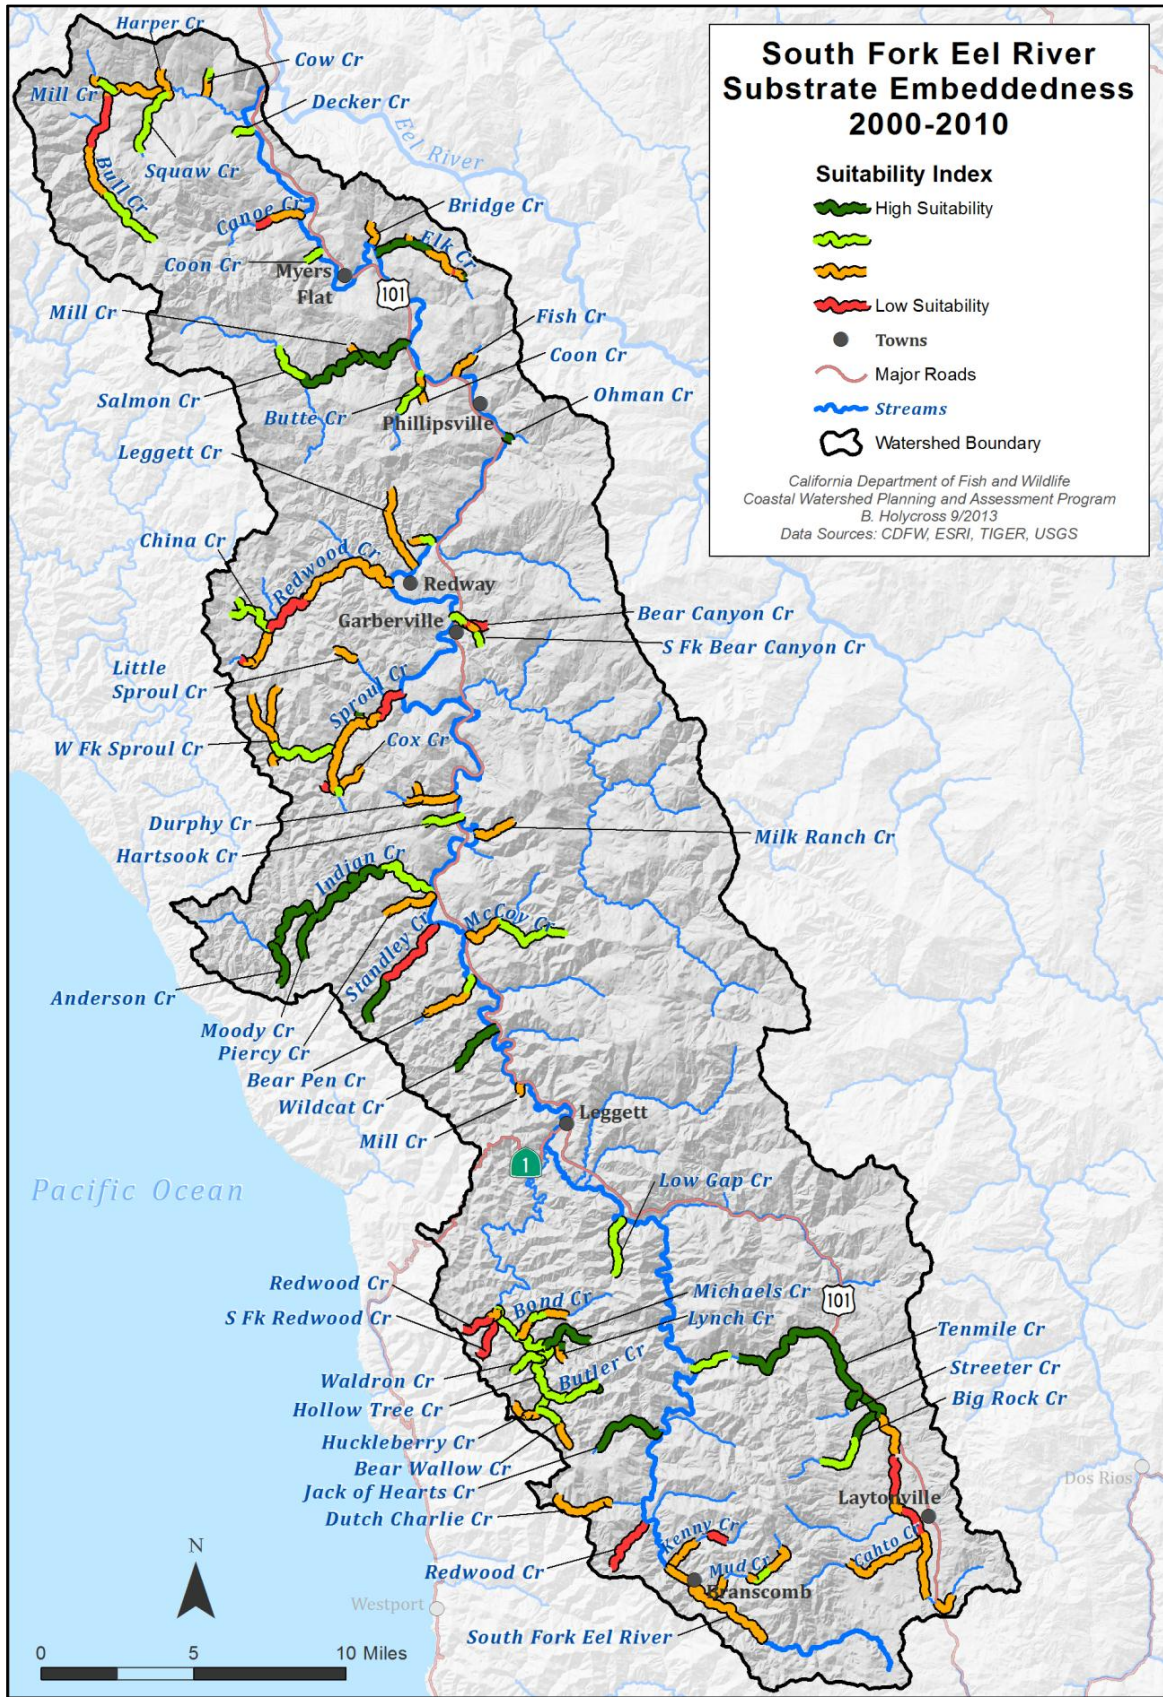 South Fork Eel River
Substrate Embeddedness
2000-2010
Suitability Index
High Suitability
Low Suitability
Towns
Major Roads
Streams
Watershed Boundary
California Department of Fish and Wildlife
Coastal Watershed Planning and Assessment Program
B. Holycross 9/2013
Data Sources: CDFW, ESRI, TIGER, USGS
Harper Cr
Cow Cr
Mill Cr
Decker Cr
Eel River
Squaw Cr
Bull Cr
Canoe Cr
Bridge Cr
Elk Cr
Coon Cr
Myers
Flat
101
Mill Cr
Fish Cr
Coon Cr
Salmon Cr
Butte Cr
Ohman Cr
Phillipsville
Leggett Cr
China Cr
Redwood Cr
Redway
Garberville
Bear Canyon Cr
S Fk Bear Canyon Cr
Little
Sproul Cr
Sproul Cr
W Fk Sproul Cr
Cox Cr
Durphy Cr
Hartsook Cr
Milk Ranch Cr
Indian Cr
McCoy Cr
Standley Cr
Anderson Cr
Moody Cr
Piercy Cr
Bear Pen Cr
Wildcat Cr
Mill Cr
Leggett
1
Pacific Ocean
Low Gap Cr
Redwood Cr
S Fk Redwood Cr
Bond Cr
Michaels Cr
Lynch Cr
101
Tenmile Cr
Streeter Cr
Big Rock Cr
Waldron Cr
Butler Cr
Hollow Tree Cr
Huckleberry Cr
Bear Wallow Cr
Jack of Hearts Cr
Dutch Charlie Cr
Dos Rios
Laytonville
Kenny Cr
Cahto Cr
Mud Cr
Redwood Cr
Branscomb
Westport
South Fork Eel River
N
0 5 10 Miles